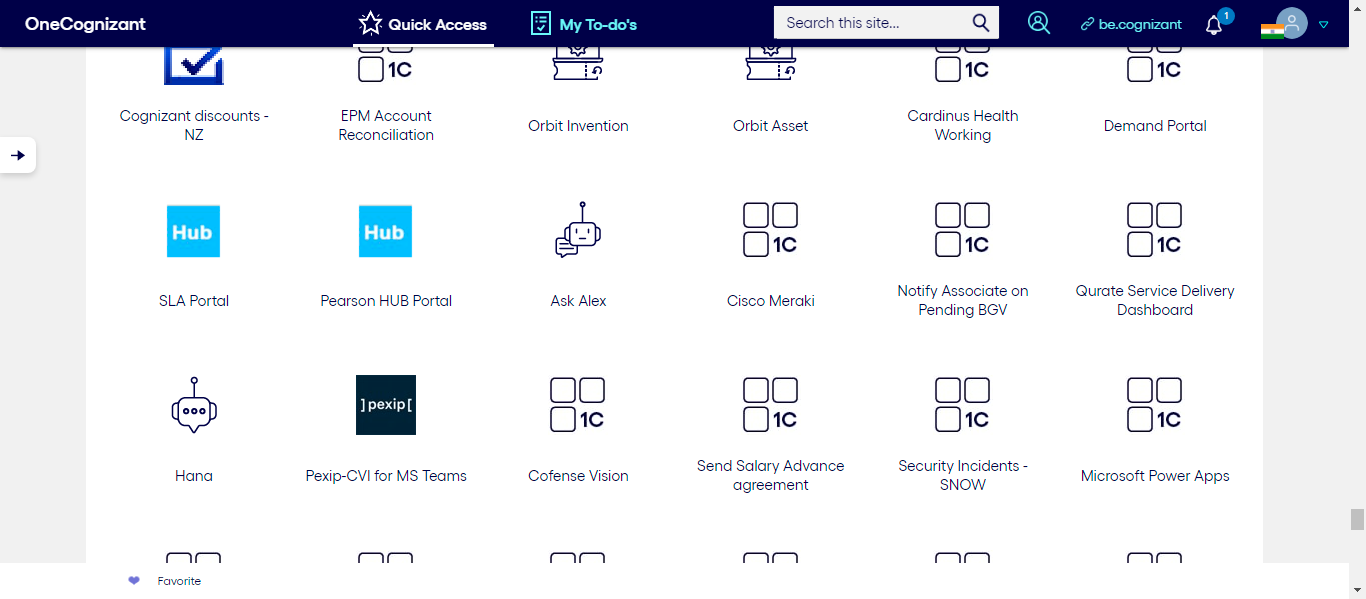 OneCognizant
Quick Access
My To-do's
Search this site...
be.cognizant
1
1C
1C
1C
Cognizant discounts -
NZ
EPM Account
Reconciliation
Orbit Invention
Orbit Asset
Cardinus Health
Working
Demand Portal
Hub
Hub
1C
1C
1C
SLA Portal
Pearson HUB Portal
Ask Alex
Cisco Meraki
Notify Associate on
Pending BGV
Qurate Service Delivery
Dashboard
]pexip[
1C
1C
1C
1C
Hana
Pexip-CVI for MS Teams
Cofense Vision
Send Salary Advance
agreement
Security Incidents -
SNOW
Microsoft Power Apps
Favorite